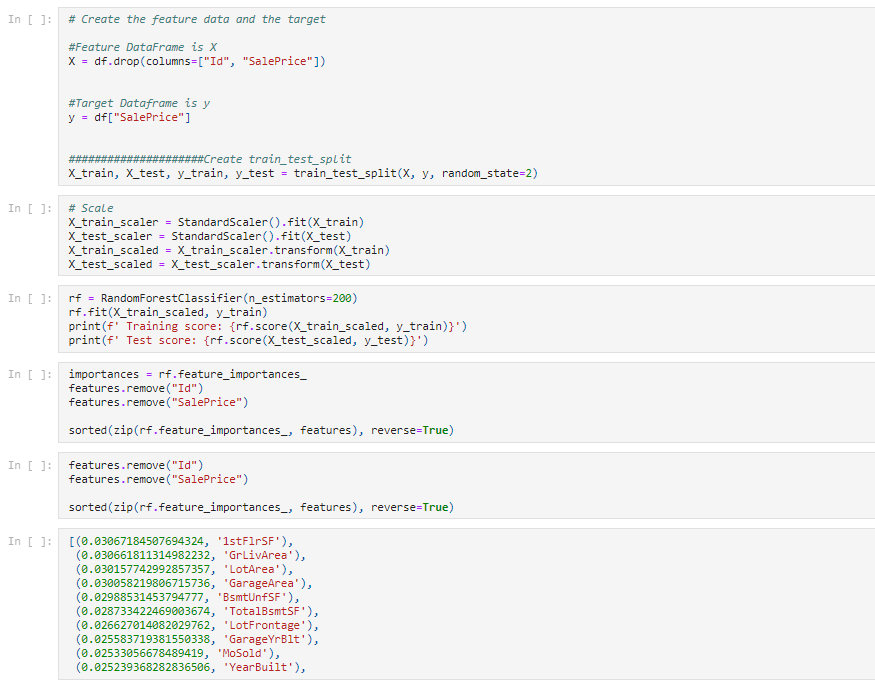 In [ ]: # Create the feature data and the target
#Feature DataFrame is X
X = df.drop(columns=["Id", "SalePrice"])
#Target Dataframe is y
y = df["SalePrice"]
#####################Create train_test_split
X_train, X_test, y_train, y_test = train_test_split(X, y, random_state=2)
In [ ]: # Scale
X_train_scaler = StandardScaler().fit(X_train)
X_test_scaler = StandardScaler().fit(X_test)
X_train_scaled = X_train_scaler.transform(X_train)
X_test_scaled = X_test_scaler.transform(X_test)
In [ ]: rf = RandomForestClassifier(n_estimators=200)
rf.fit(X_train_scaled, y_train)
print(f' Training score: {rf.score(X_train_scaled, y_train)}')
print(f' Test score: {rf.score(X_test_scaled, y_test)}')
In [ ]: importances = rf.feature_importances_
features.remove("Id")
features.remove("SalePrice")
sorted(zip(rf.feature_importances_, features), reverse=True)
In [ ]: features.remove("Id")
features.remove("SalePrice")
sorted(zip(rf.feature_importances_, features), reverse=True)
In [ ]: [(0.03067184507694324, '1stFlrSF'),
(0.030661811314982232, 'GrLivArea'),
(0.030157742992857357, 'LotArea'),
(0.030058219806715736, 'GarageArea'),
(0.02988531453794777, 'BsmtUnfSF'),
(0.028733422469003674, 'TotalBsmtSF'),
(0.026627014082029762, 'LotFrontage'),
(0.025583719381550338, 'GarageYrBlt'),
(0.02533056678489419, 'MoSold'),
(0.025239368282836506, 'YearBuilt'),